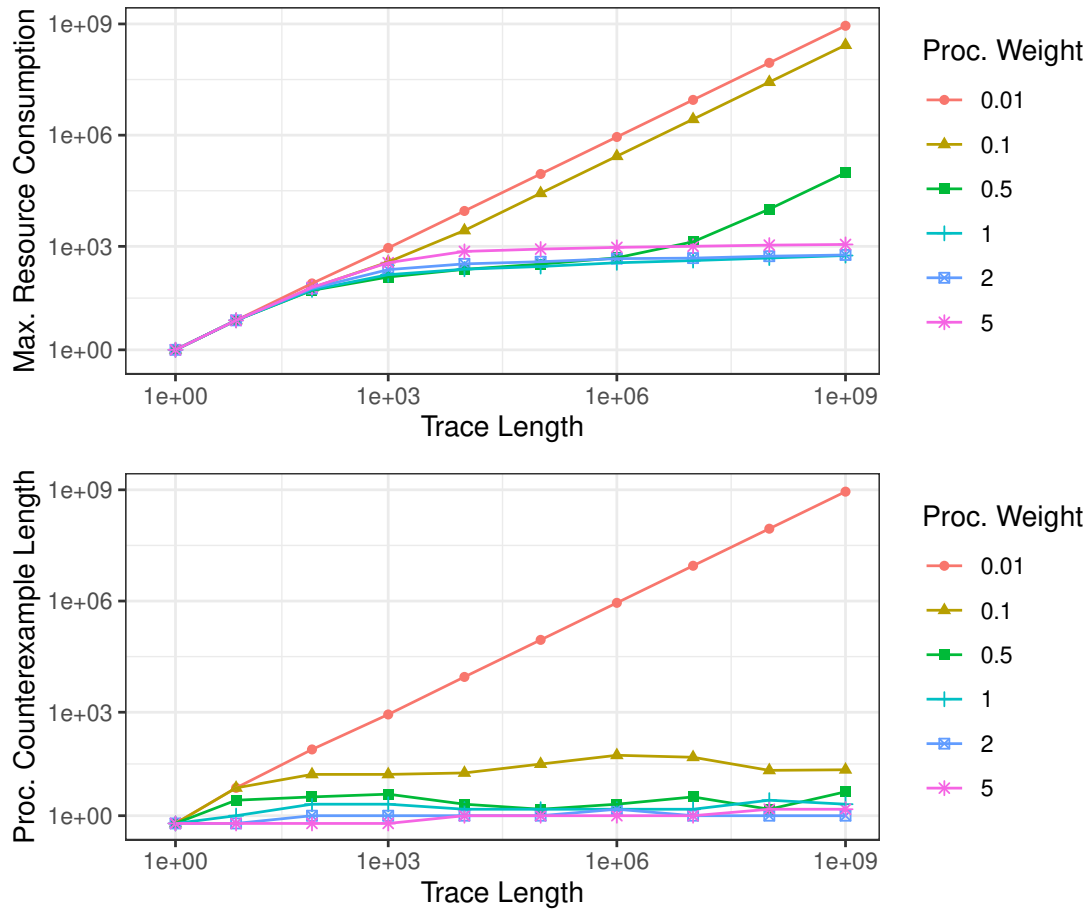 Max. Resource Consumption
1e+09
1e+06
1e+03
1e+00
1e+00 1e+03 1e+06 1e+09
Trace Length
Proc. Weight
0.01
0.1
0.5
1
2
5
Proc. Counterexample Length
1e+09
1e+06
1e+03
1e+00
1e+00 1e+03 1e+06 1e+09
Trace Length
Proc. Weight
0.01
0.1
0.5
1
2
5